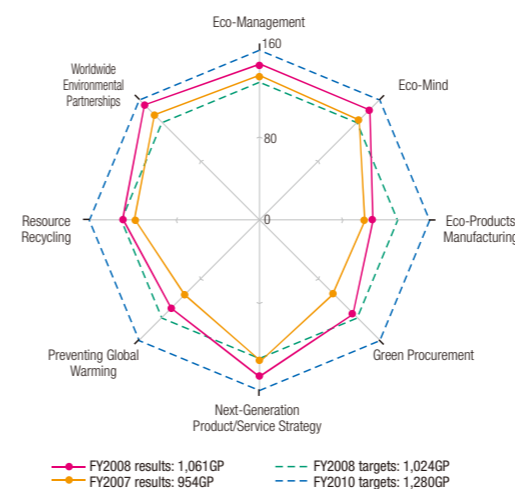 Eco-Management
160
Worldwide
Environmental
Partnerships
Eco-Mind
80
0
Resource
Recycling
Eco-Products
Manufacturing
Preventing Global
Warming
Green Procurement
Next-Generation
Product/Service Strategy
FY2008 results: 1,061GP
FY2008 targets: 1,024GP
FY2007 results: 954GP
FY2010 targets: 1,280GP